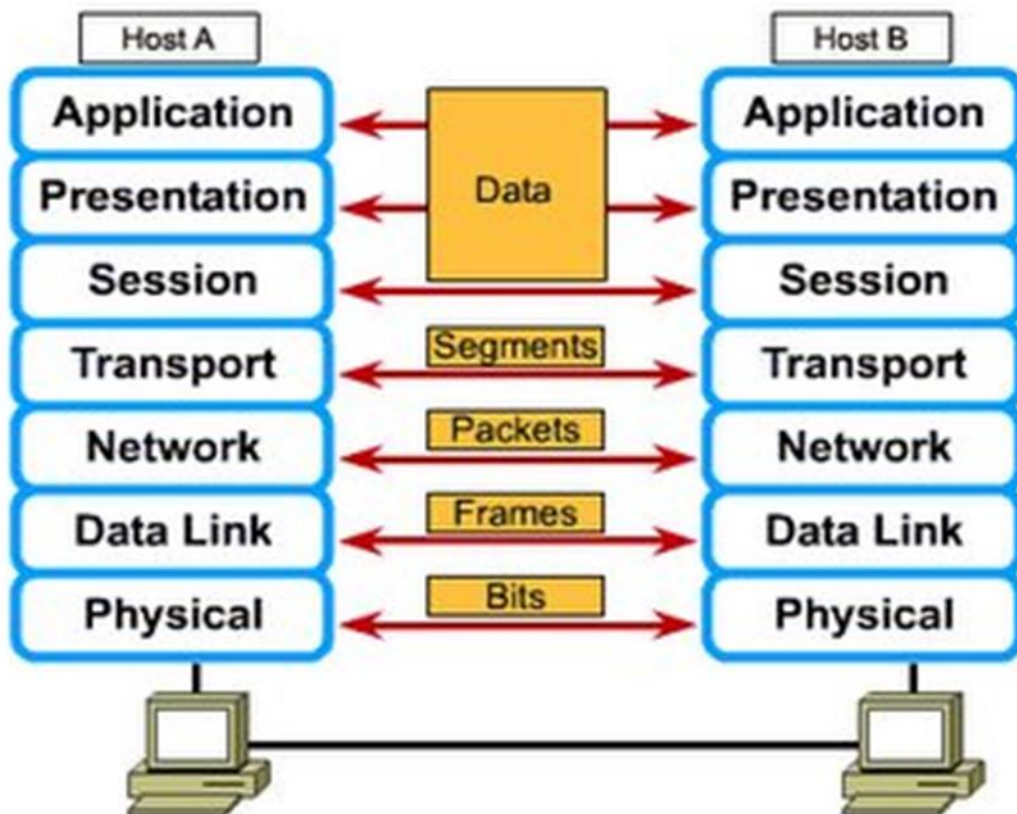 Host A
Host B
Application
Application
Presentation
Data
Presentation
Session
Session
Transport
Segments
Transport
Network
Packets
Network
Data Link
Frames
Data Link
Physical
Bits
Physical